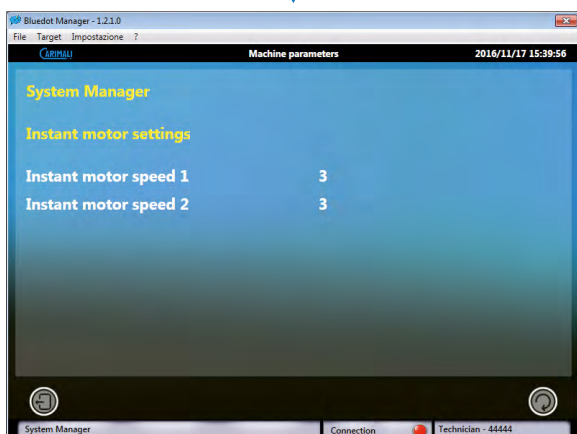 Bluedot Manager - 1.2.1.0
File Target Impostazione ?
CARIMALI Machine parameters 2016/11/17 15:39:56
System Manager
Instant motor settings
Instant motor speed 1 3
Instant motor speed 2 3
System Manager Connection Technician - 44444